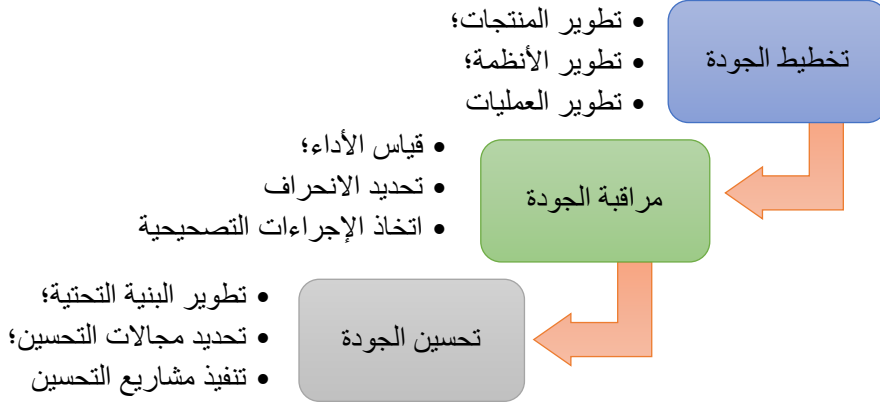 تخطيط الجودة
• تطوير المنتجات؛
• تطوير الأنظمة؛
• تطوير العمليات
مراقبة الجودة
• قياس الأداء؛
• تحديد الانحراف
• اتخاذ الإجراءات التصحيحية
تحسين الجودة
• تطوير البنية التحتية؛
• تحديد مجالات التحسين؛
• تنفيذ مشاريع التحسين